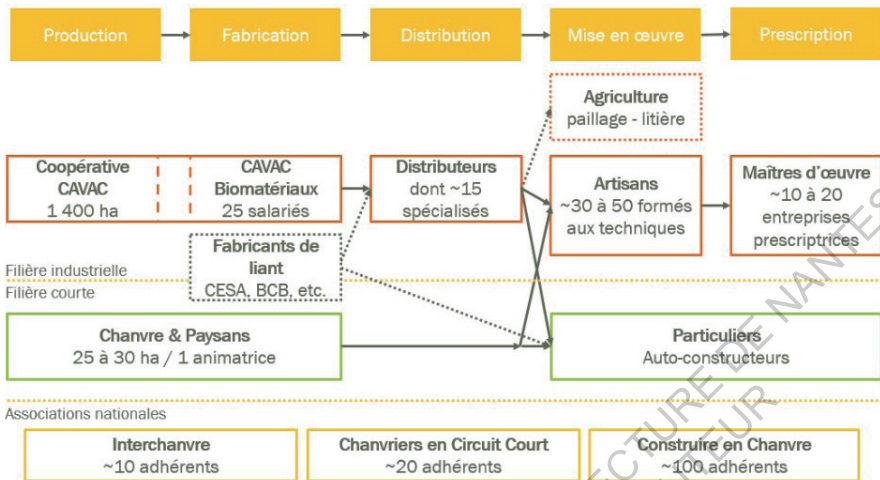 Production
Fabrication
Distribution
Mise en œuvre
Prescription
Agriculture
paillage - litière
Coopérative
CAVAC
1 400 ha
CAVAC
Biomatériaux
25 salariés
Distributeurs
dont ~15
spécialisés
Artisans
~30 à 50 formés
aux techniques
Maîtres d'œuvre
~10 à 20
entreprises
prescriptrices
Fabricants de
liant
CESA, BCB, etc.
Filière industrielle
Filière courte
Chanvre & Paysans
25 à 30 ha / 1 animatrice
Particuliers
Auto-constructeurs
Associations nationales
Interchanvre
~10 adhérents
Chanvriers en Circuit Court
~20 adhérents
Construire en Chanvre
~100 adhérents
DE NANTES